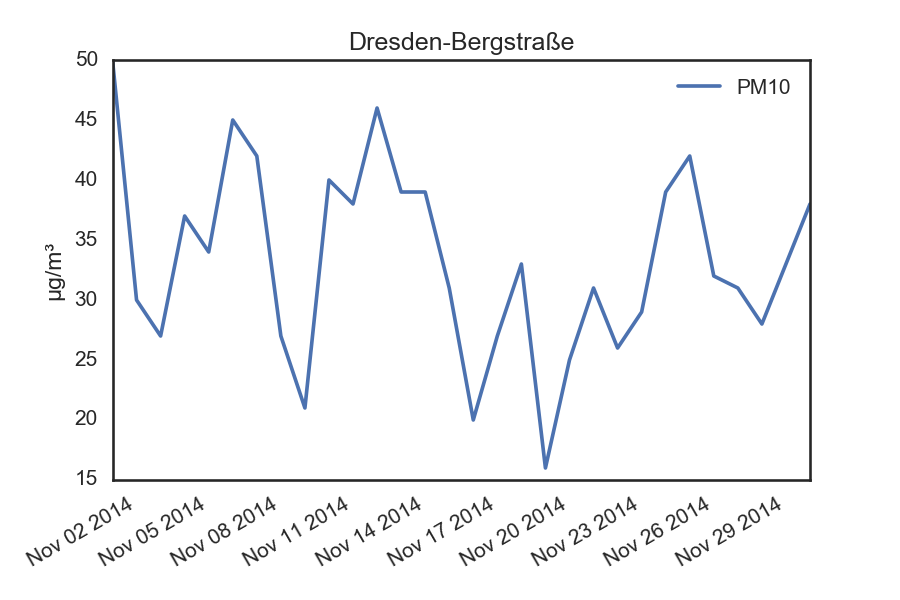 Dresden-Bergstraße
50
45
40
35
30
25
20
15
µg/m³
PM10
Nov 02 2014
Nov 05 2014
Nov 08 2014
Nov 11 2014
Nov 14 2014
Nov 17 2014
Nov 20 2014
Nov 23 2014
Nov 26 2014
Nov 29 2014